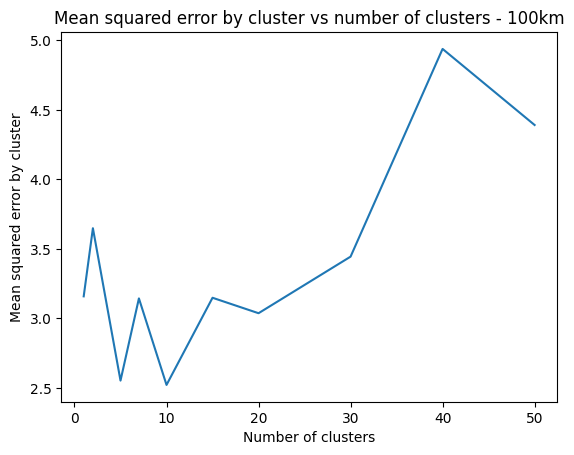 Mean squared error by cluster vs number of clusters - 100km
5.0
4.5
4.0
3.5
3.0
2.5
Mean squared error by cluster
0 10 20 30 40 50
Number of clusters